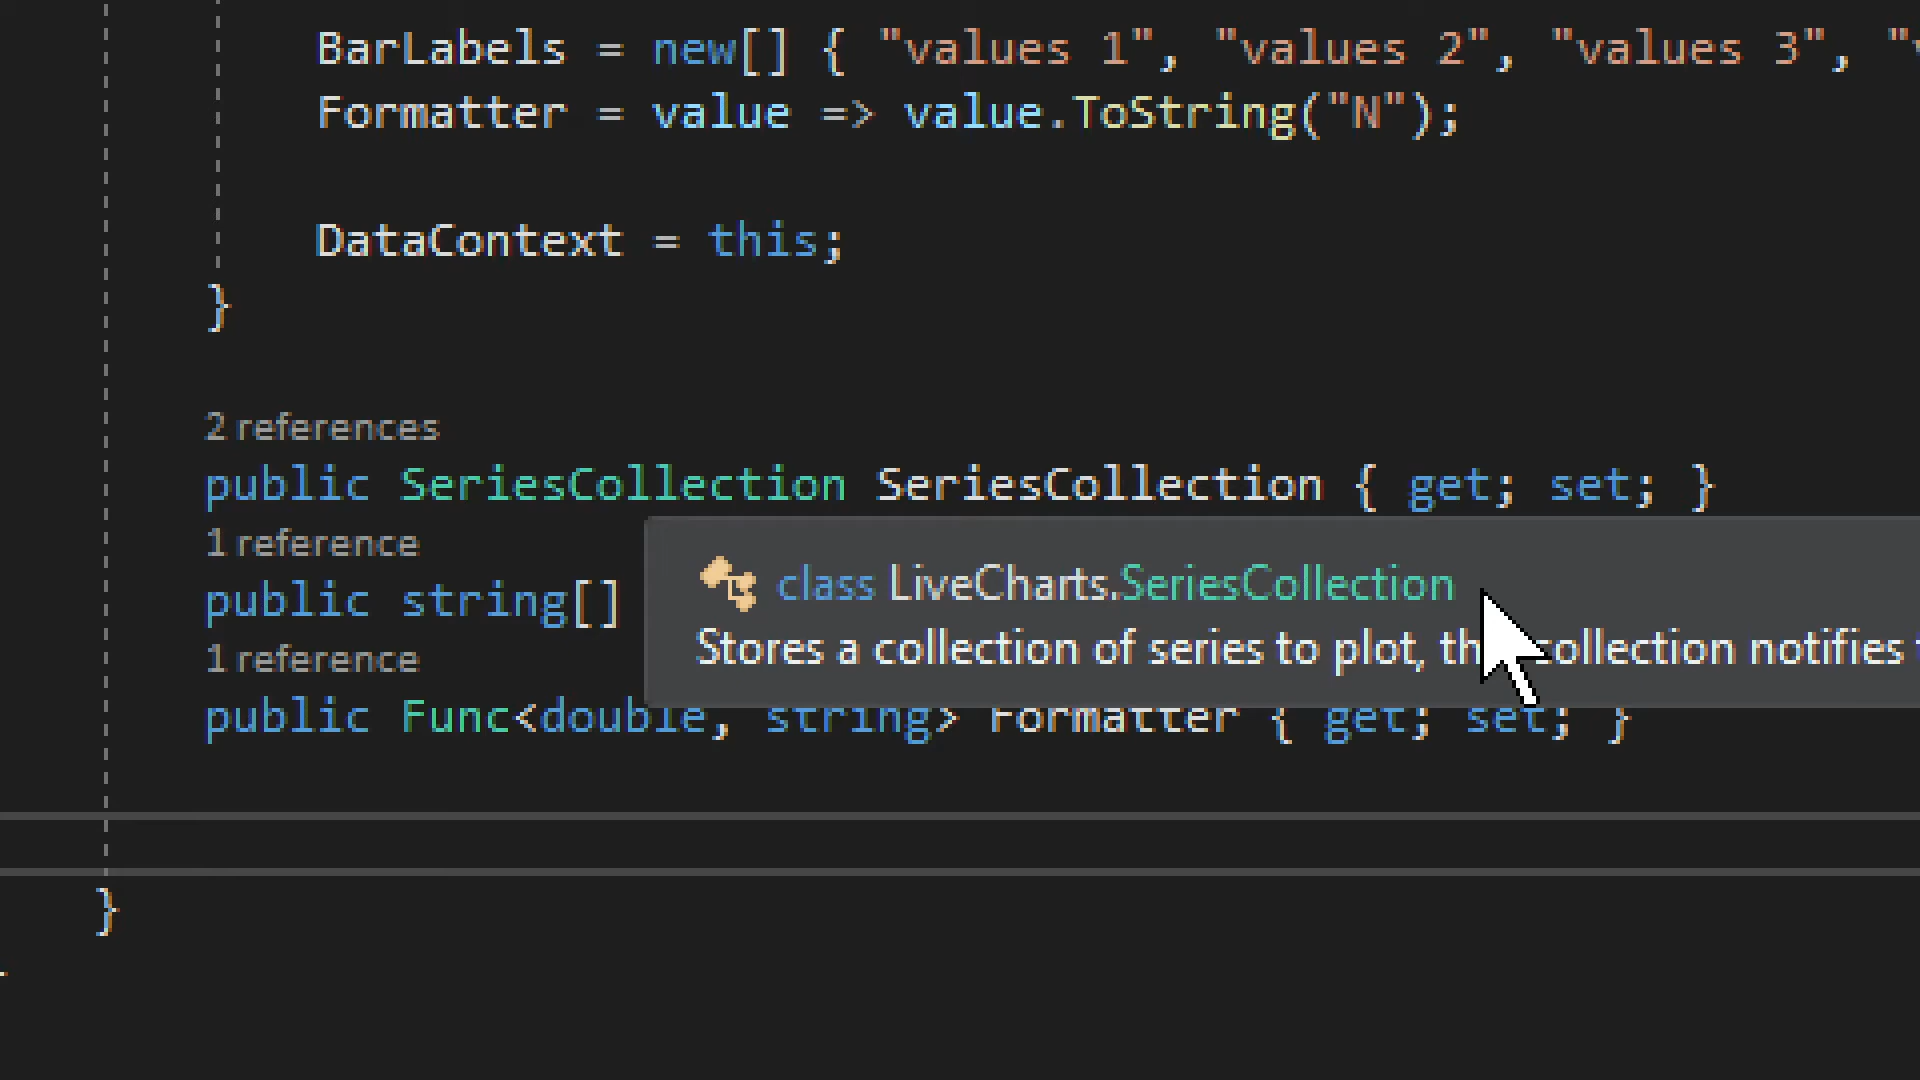 BarLabels = new[] { "values 1", "values 2", "values 3", "
Formatter = value => value.ToString("N");
DataContext = this;
}
2 references
public SeriesCollection SeriesCollection { get; set; }
1 reference
public string[]
class LiveCharts.SeriesCollection
Stores a collection of series to plot, collection notifies
1 reference
public Func<double, string> Formatter { get; set; }
}